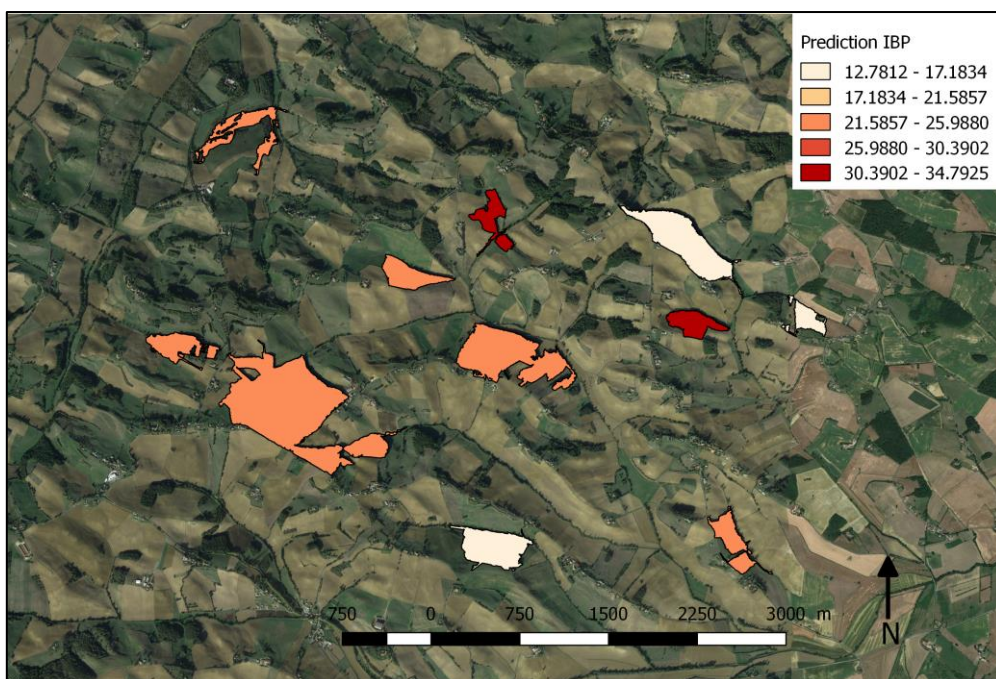 Prediction IBP
12.7812 - 17.1834
17.1834 - 21.5857
21.5857 - 25.9880
25.9880 - 30.3902
30.3902 - 34.7925
750 0 750 1500 2250 3000 m
N